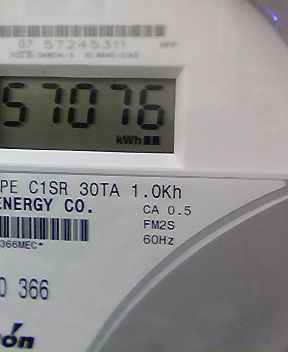 07 57245311
57076
kWh
PE C1SR 30TA 1.0Kh
ENERGY CO. CA 0.5
FM2S
366MEC* 60Hz
0 366
ón